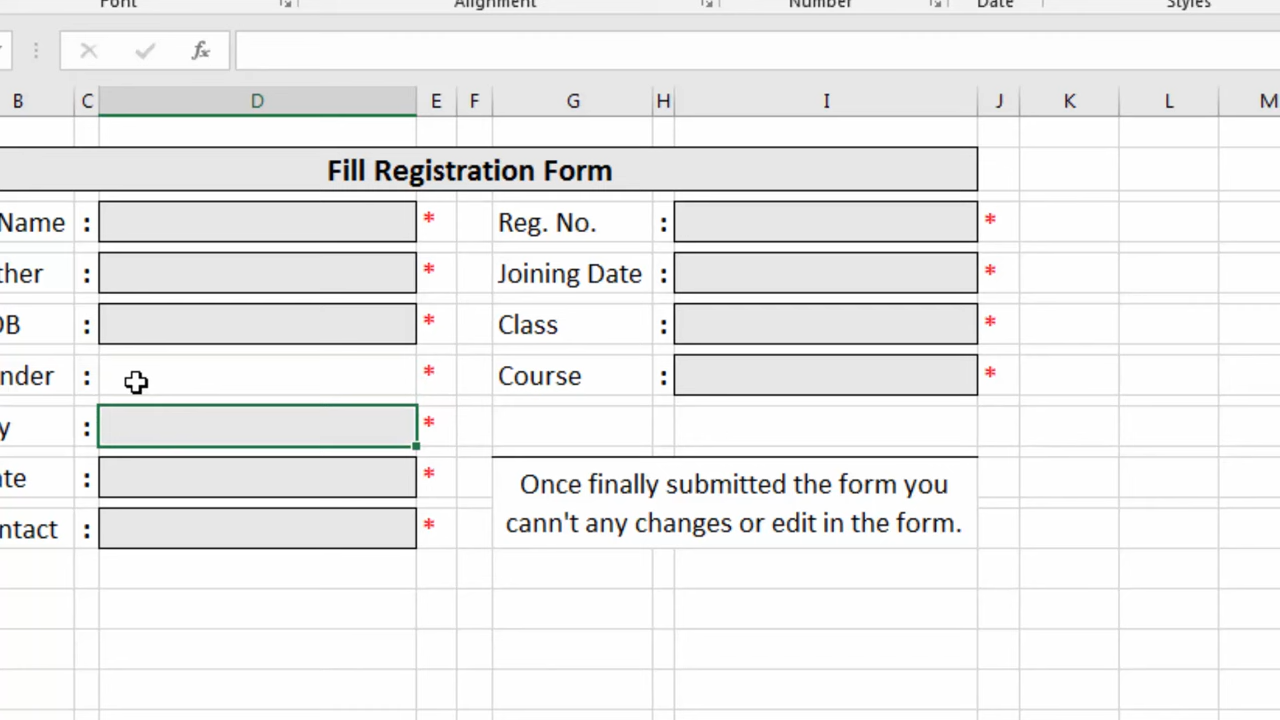 Font Alignment Number Date Styles
fx
B C D E F G H I J K L M
Fill Registration Form
Name : * Reg. No. : *
ther : * Joining Date : *
OB : * Class : *
nder : * Course : *
y : *
ate : *
Once finally submitted the form you
cann't any changes or edit in the form.
ntact : *